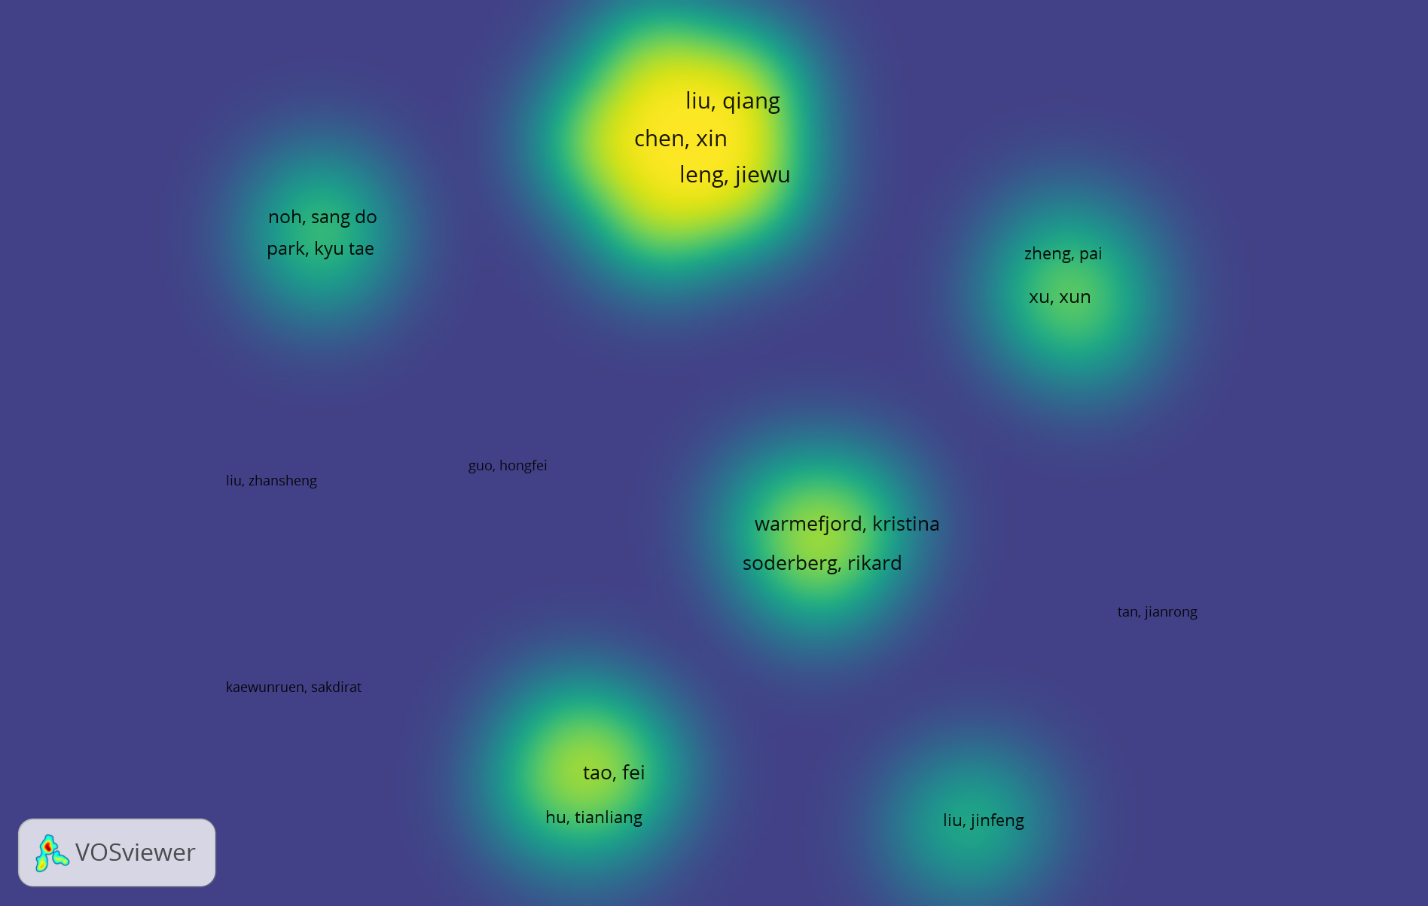 liu, qiang
chen, xin
leng, jiewu
noh, sang do
park, kyu tae
zheng, pai
xu, xun
guo, hongfei
liu, zhansheng
warmefjord, kristina
soderberg, rikard
tan, jianrong
kaewunruen, sakdirat
tao, fei
hu, tianliang
liu, jinfeng
VOSviewer